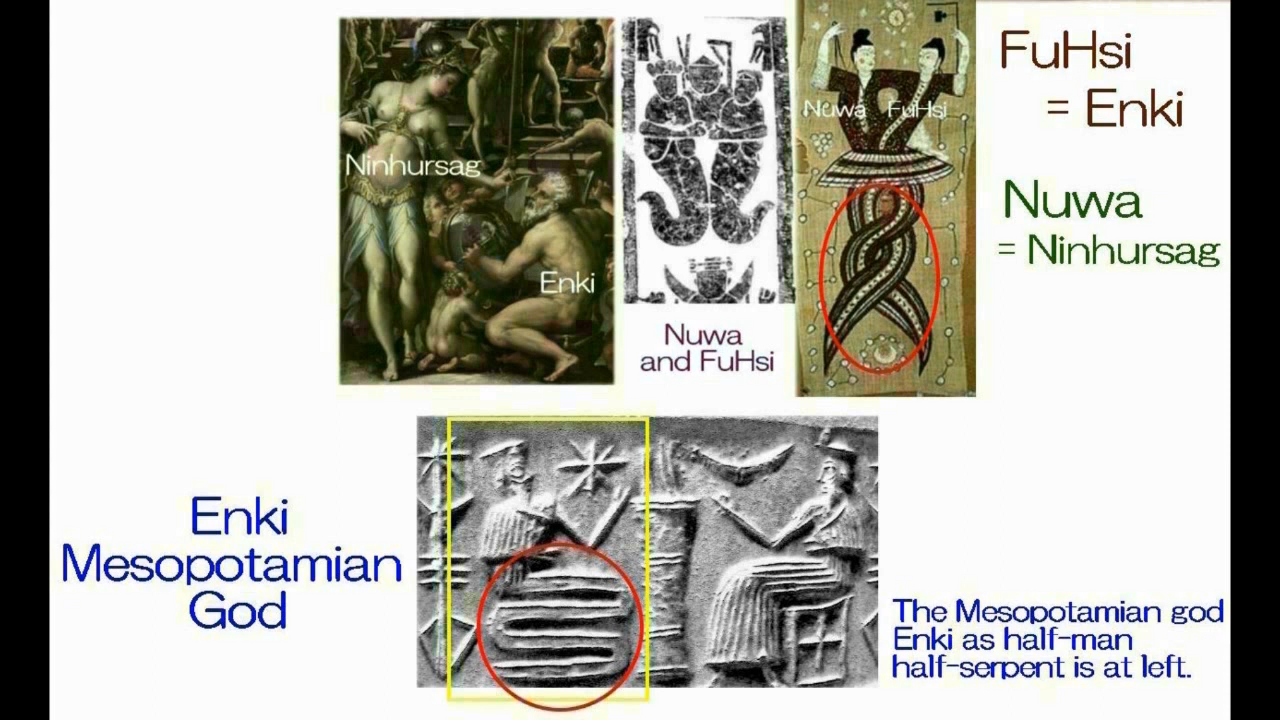 Ninhursag
Enki
Nuwa
and FuHsi
Nuwa FuHsi
FuHsi
= Enki
Nuwa
= Ninhursag
Enki
Mesopotamian
God
The Mesopotamian god
Enki as half-man
half-serpent is at left.